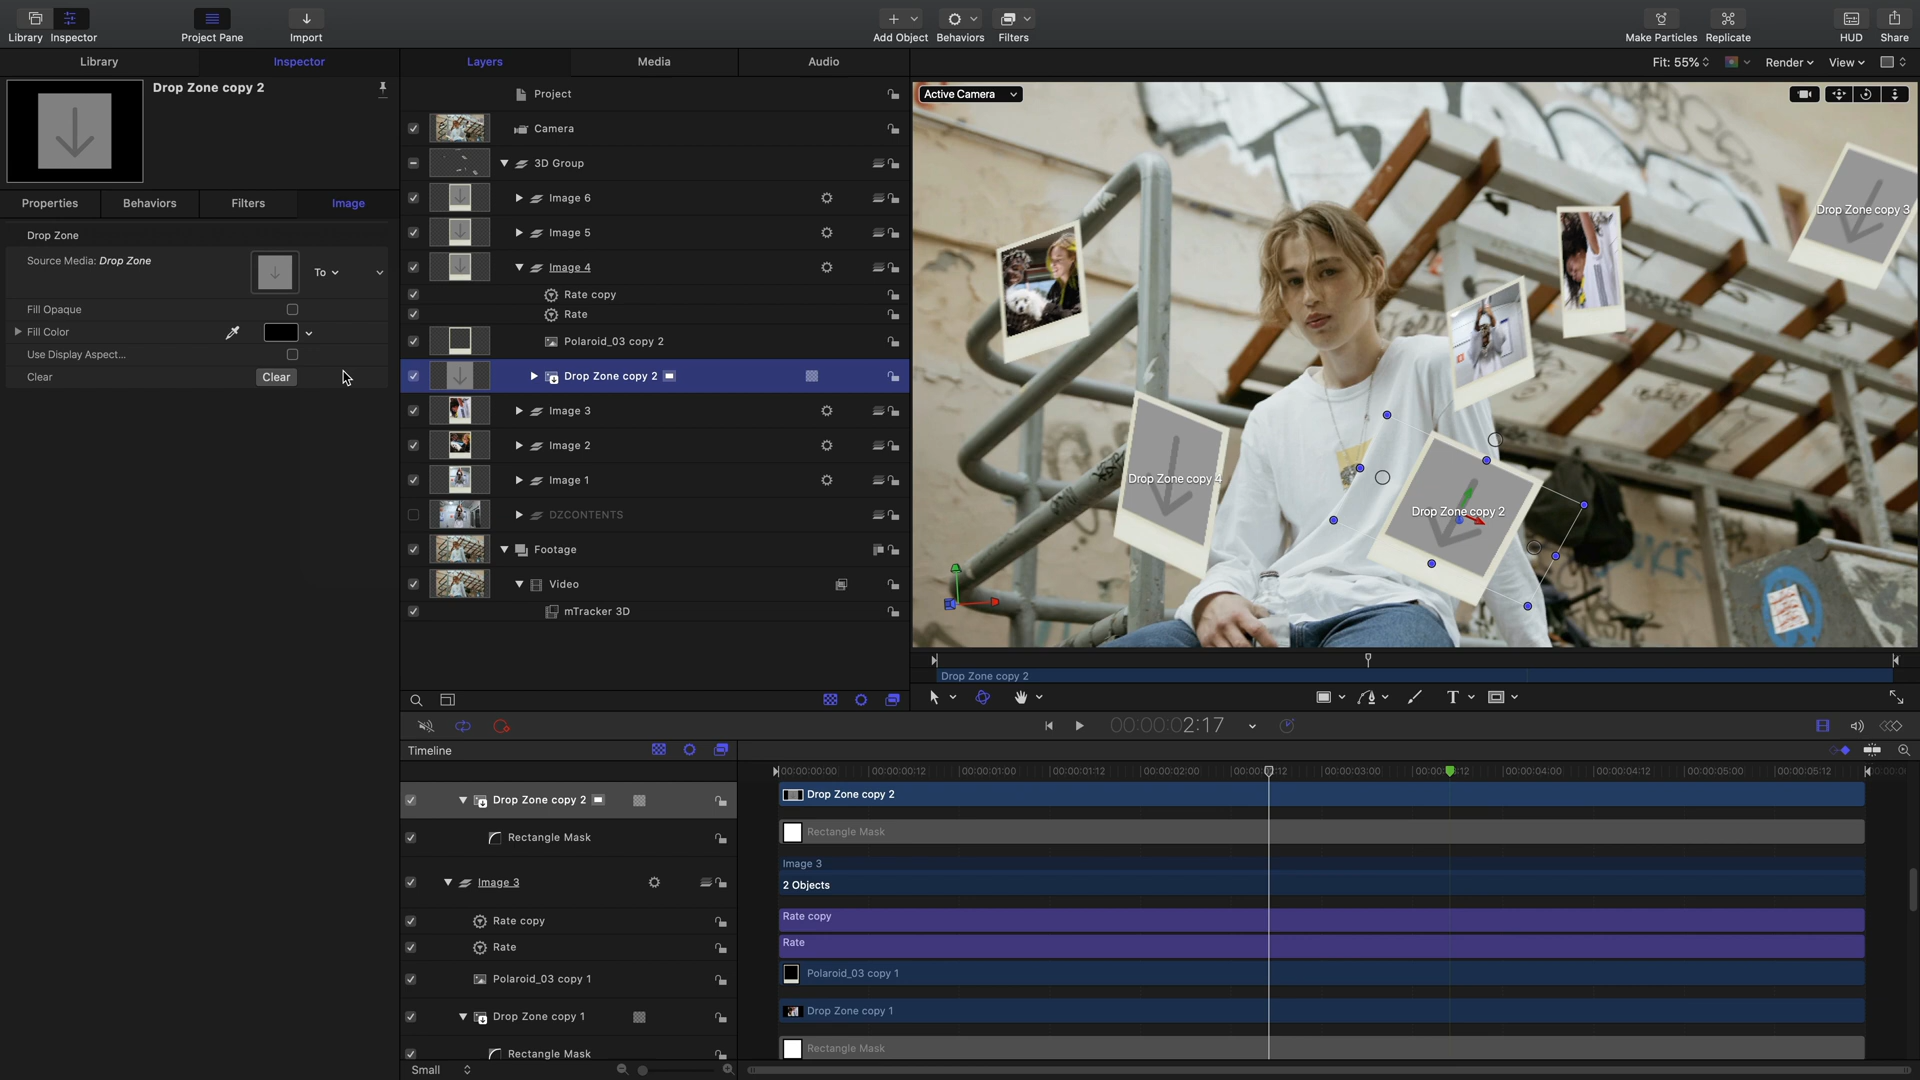 Library
Inspector
Project Pane
Import
Add Object
Behaviors
Filters
Make Particles
Replicate
HUD
Share
Library
Inspector
Layers
Media
Audio
Fit: 55%
Render
View
Drop Zone copy 2
Properties
Behaviors
Filters
Image
Drop Zone
Source Media: Drop Zone
To
Fill Opaque
Fill Color
Use Display Aspect...
Clear
Clear
Project
Camera
3D Group
Image 6
Image 5
Image 4
Rate copy
Rate
Polaroid_03 copy 2
Drop Zone copy 2
Image 3
Image 2
Image 1
DZCONTENTS
Footage
Video
mTracker 3D
Active Camera
Drop Zone copy 3
Drop Zone copy 4
Drop Zone copy 2
Drop Zone copy 2
00:00:00:02:17
Timeline
00:00:00:00
00:00:00:12
00:00:01:00
00:00:01:12
00:00:02:00
00:00:03:00
00:00:04:00
00:00:04:12
00:00:05:00
00:00:05:12
Drop Zone copy 2
Rectangle Mask
Image 3
Rate copy
Rate
Polaroid_03 copy 1
Drop Zone copy 1
Rectangle Mask
Drop Zone copy 2
Rectangle Mask
Image 3
2 Objects
Rate copy
Rate
Polaroid_03 copy 1
Drop Zone copy 1
Rectangle Mask
Small